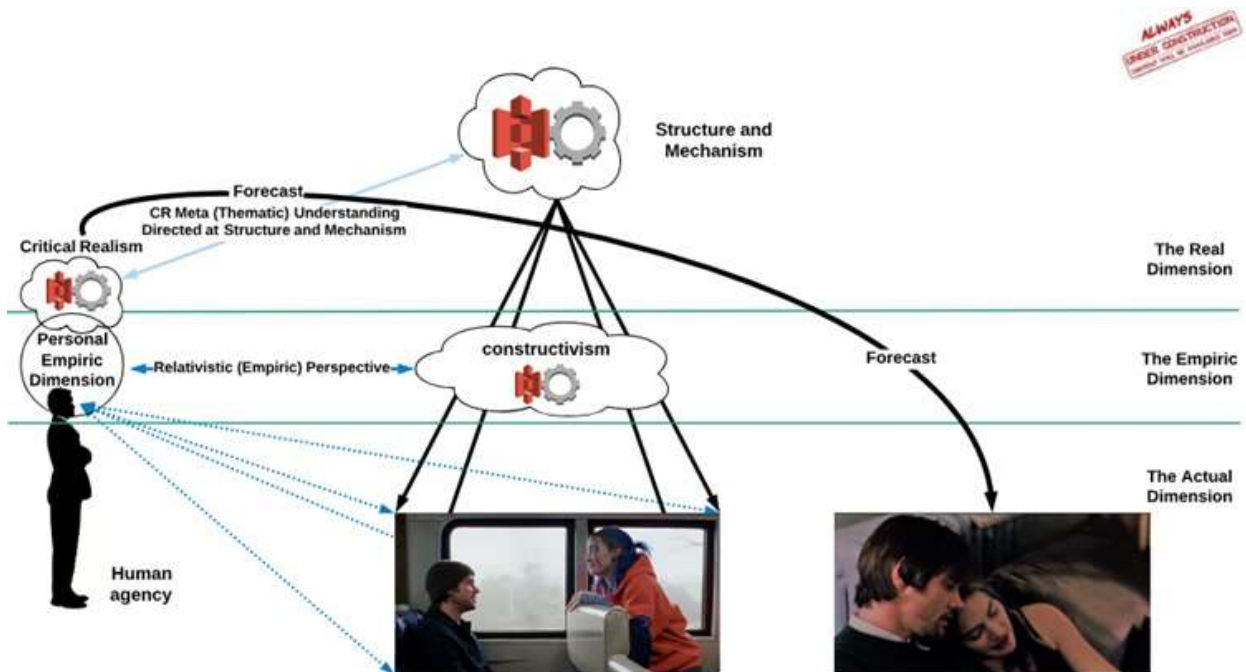 ALWAYS
UNDER CONSTRUCTION
Structure and
Mechanism
Forecast
CR Meta (Thematic) Understanding
Directed at Structure and Mechanism
Critical Realism
The Real
Dimension
Personal
Empiric
Dimension
Relativistic (Empiric) Perspective
constructivism
Forecast
The Empiric
Dimension
The Actual
Dimension
Human
agency